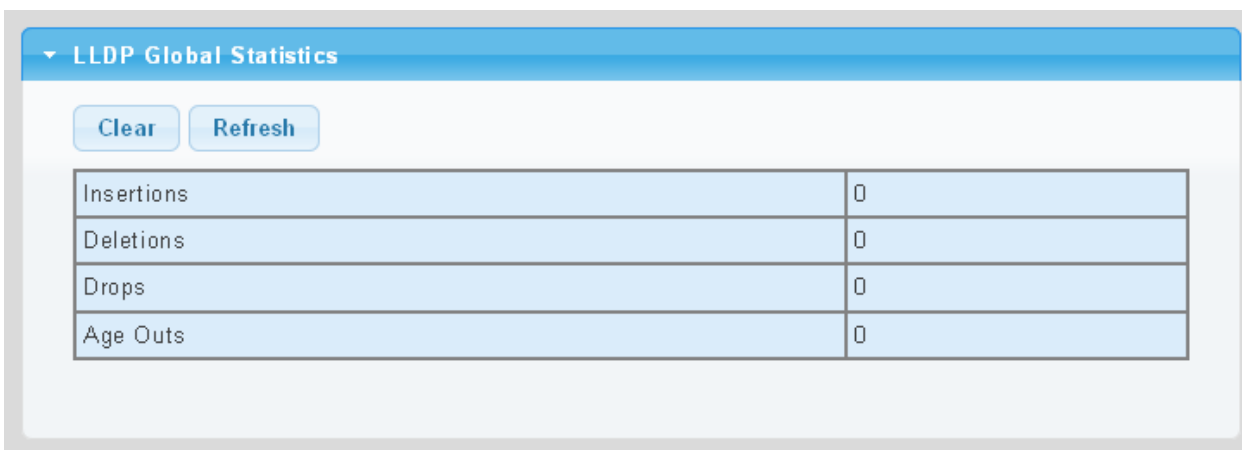 LLDP Global Statistics
Clear Refresh
Insertions 0
Deletions 0
Drops 0
Age Outs 0